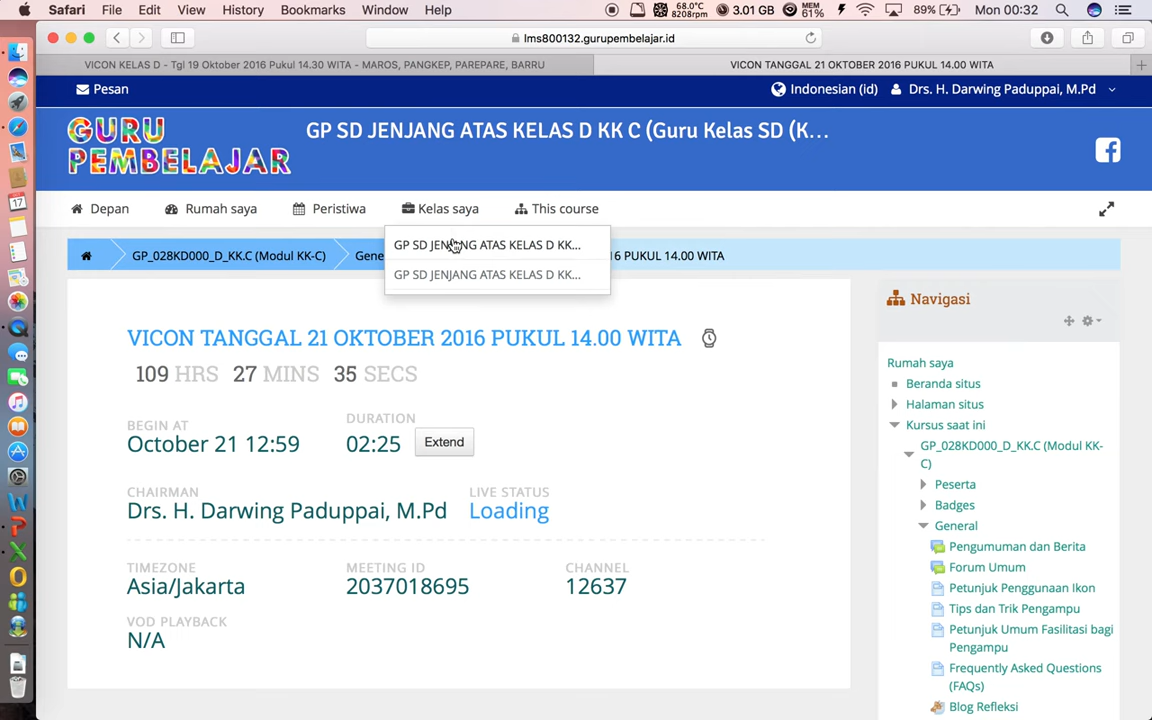 Safari File Edit View History Bookmarks Window Help 68.0°C 8208rpm 3.01 GB MEM 61% 89% Mon 00:32
lms800132.gurupembelajar.id
VICON KELAS D - Tgl 19 Oktober 2016 Pukul 14.30 WITA - MAROS, PANGKEP, PAREPARE, BARRU
VICON TANGGAL 21 OKTOBER 2016 PUKUL 14.00 WITA
Pesan
Indonesian (id) Drs. H. Darwing Paduppai, M.Pd
GURU
PEMBELAJAR
GP SD JENJANG ATAS KELAS D KK C (Guru Kelas SD (K...
Depan Rumah saya Peristiwa Kelas saya This course
GP SD JENJANG ATAS KELAS D KK...
GP SD JENJANG ATAS KELAS D KK...
GP_028KD000_D_KK.C (Modul KK-C) Gene 16 PUKUL 14.00 WITA
VICON TANGGAL 21 OKTOBER 2016 PUKUL 14.00 WITA
109 HRS 27 MINS 35 SECS
BEGIN AT
October 21 12:59
DURATION
02:25 Extend
CHAIRMAN
Drs. H. Darwing Paduppai, M.Pd
LIVE STATUS
Loading
TIMEZONE
Asia/Jakarta
MEETING ID
2037018695
CHANNEL
12637
VOD PLAYBACK
N/A
Navigasi
Rumah saya
Beranda situs
Halaman situs
Kursus saat ini
GP_028KD000_D_KK.C (Modul KK-
C)
Peserta
Badges
General
Pengumuman dan Berita
Forum Umum
Petunjuk Penggunaan Ikon
Tips dan Trik Pengampu
Petunjuk Umum Fasilitasi bagi
Pengampu
Frequently Asked Questions
(FAQs)
Blog Refleksi